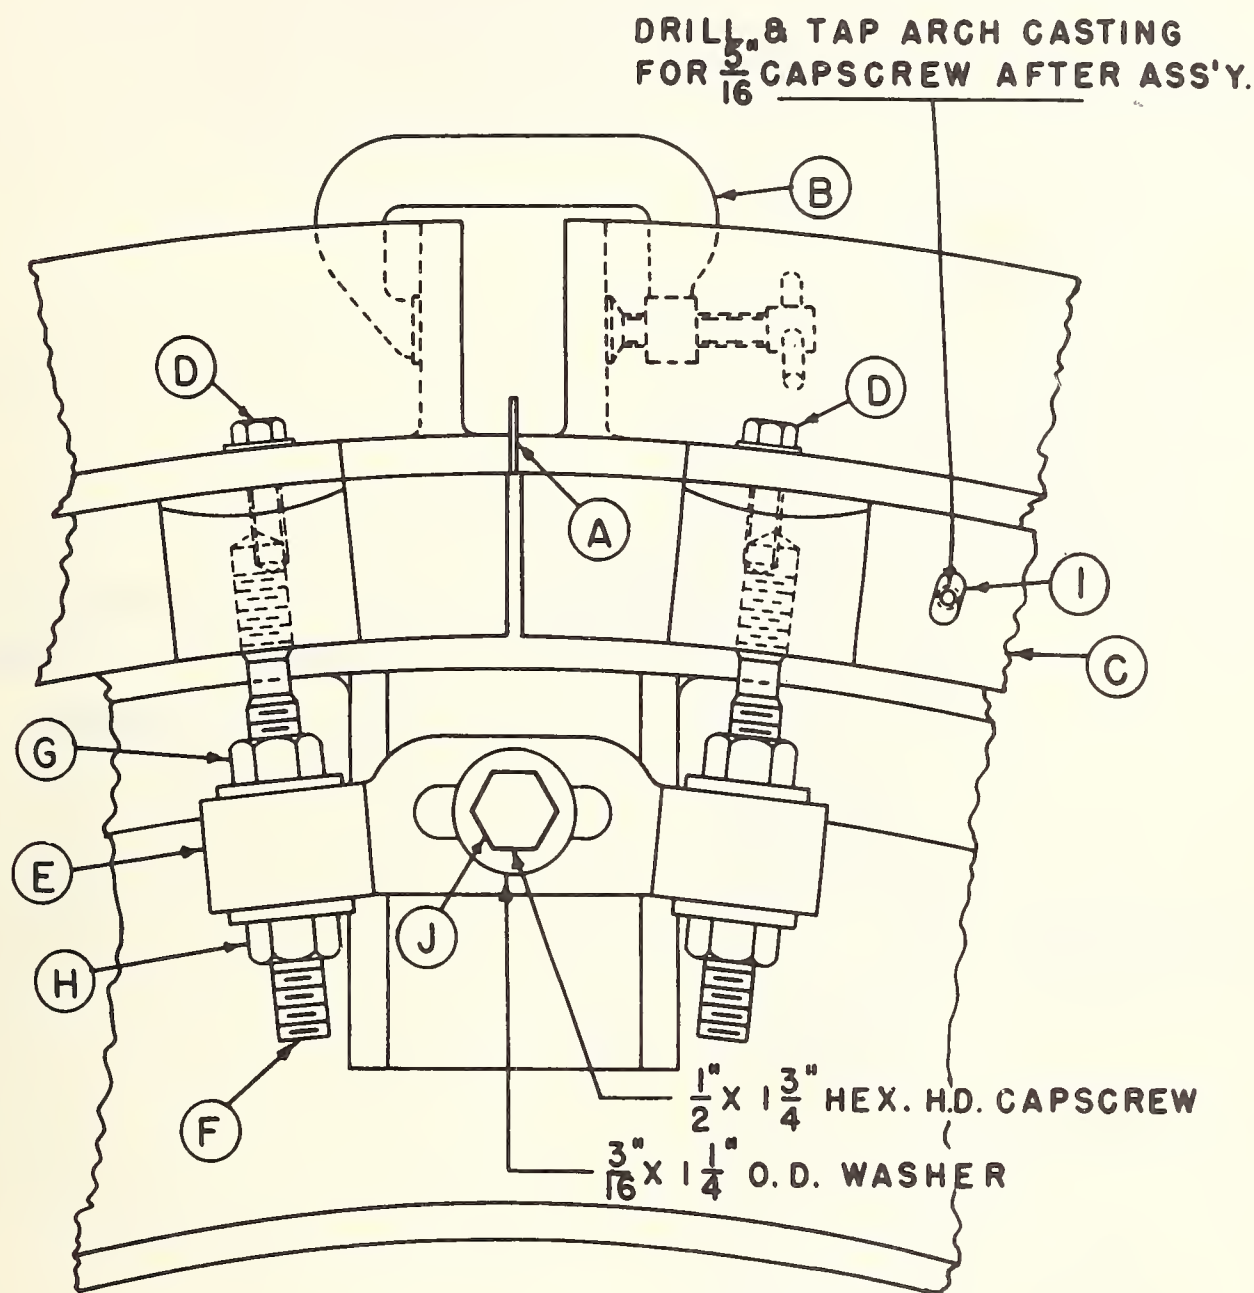 DRILL & TAP ARCH CASTING
FOR 5/16" CAPSCREW AFTER ASS'Y.
B
D
D
A
I
C
G
E
J
H
F
1/2" X 1 3/4" HEX. H.D. CAPSCREW
3/16" X 1 1/4" O.D. WASHER